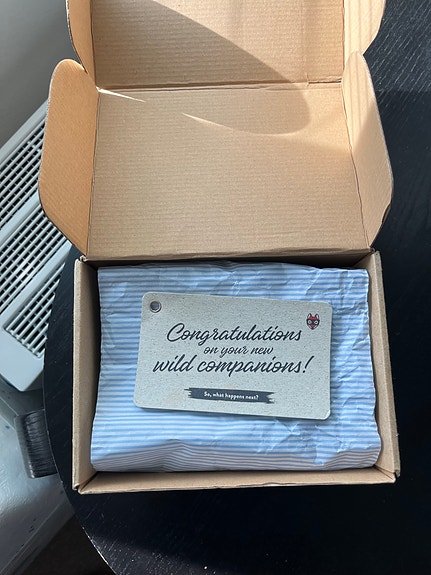 Congratulations
on your new
wild companions!
So, what happens next?